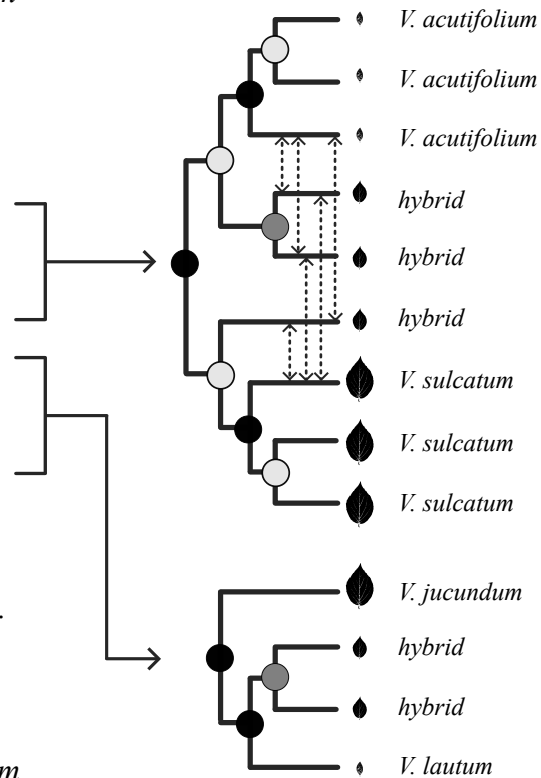 V. acutifolium
V. acutifolium
V. acutifolium
hybrid
hybrid
hybrid
V. sulcatum
V. sulcatum
V. sulcatum
V. jucundum
hybrid
hybrid
V. lautum